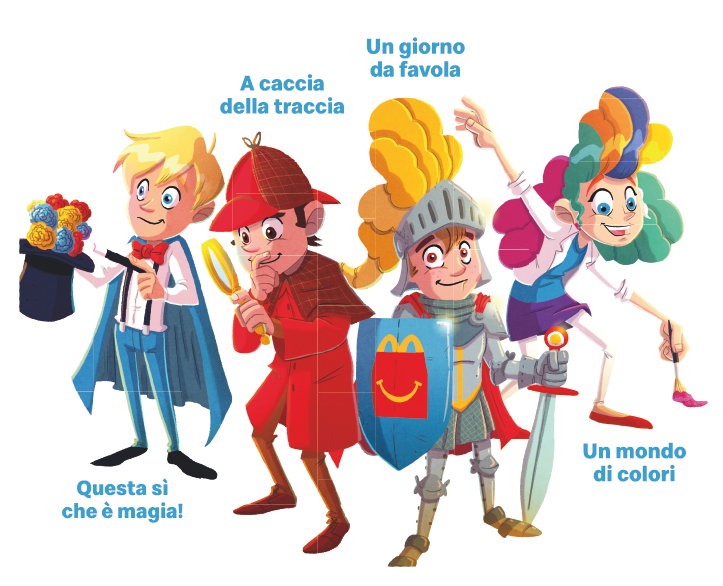 Un giorno
da favola
A caccia
della traccia
Questa sì
che è magia!
Un mondo
di colori